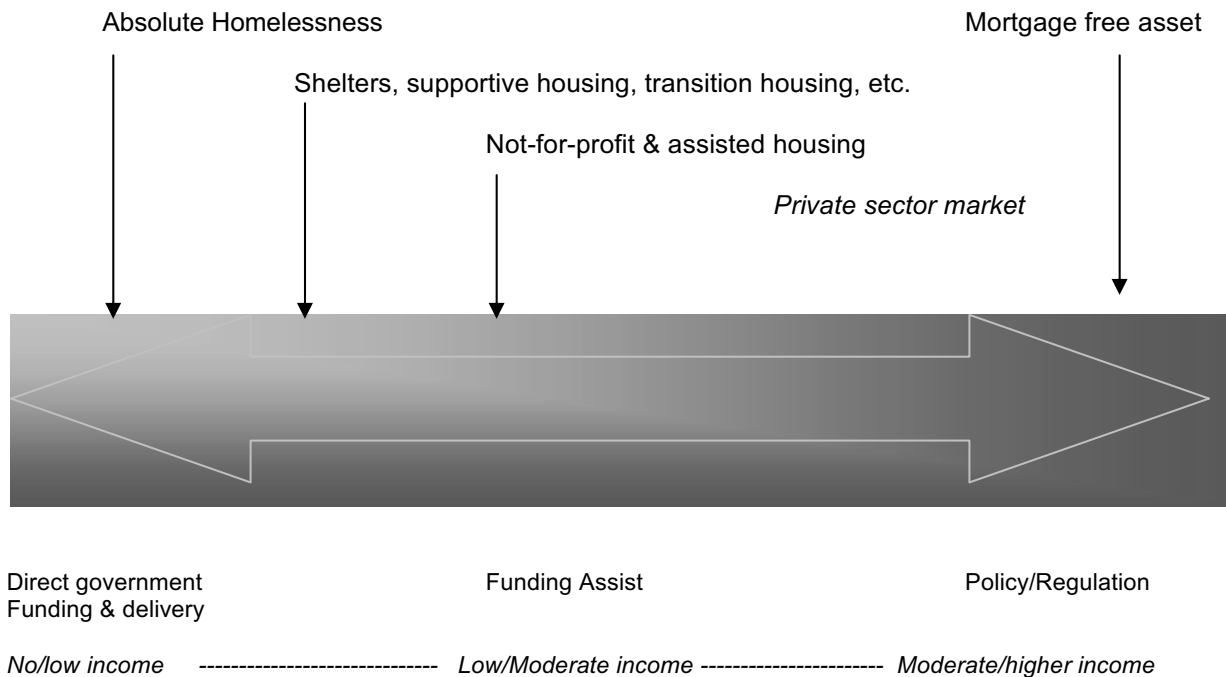 Absolute Homelessness
Mortgage free asset
Shelters, supportive housing, transition housing, etc.
Not-for-profit & assisted housing
Private sector market
Direct government
Funding & delivery
Funding Assist
Policy/Regulation
No/low income ------------------------------ Low/Moderate income ----------------------- Moderate/higher income